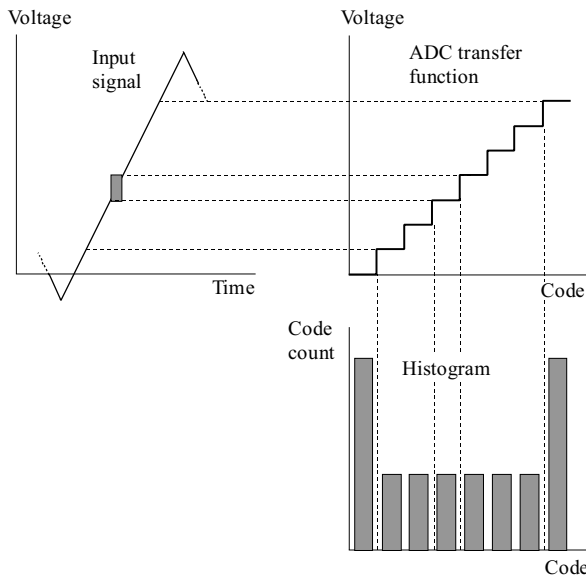 Voltage
Input
signal
Time
Voltage
ADC transfer
function
Code
Code
count
Histogram
Code